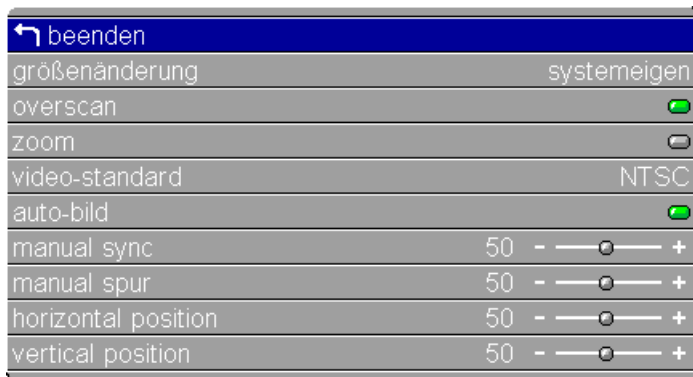 beenden
größenänderung systemeigen
overscan
zoom
video-standard NTSC
auto-bild
manual sync 50 - +
manual spur 50 - +
horizontal position 50 - +
vertical position 50 - +